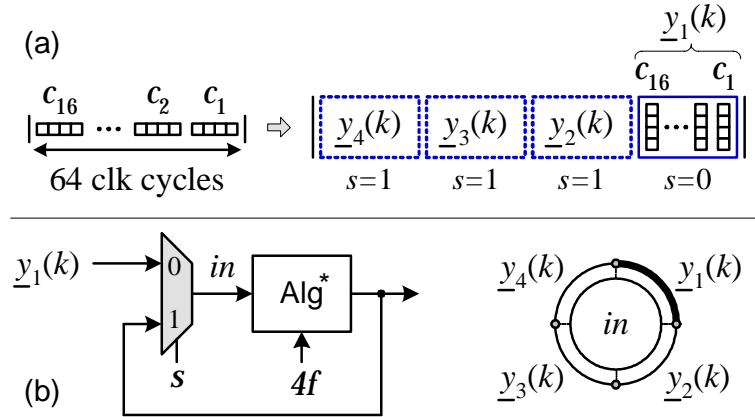 (a)
y₁(k)
c₁₆ c₂ c₁
c₁₆ c₁
... 
y₄(k) y₃(k) y₂(k) ...
64 clk cycles
s=1 s=1 s=1 s=0
y₁(k)
0
1
in
Alg*
s
4f
(b)
y₄(k) y₁(k)
in
y₃(k) y₂(k)